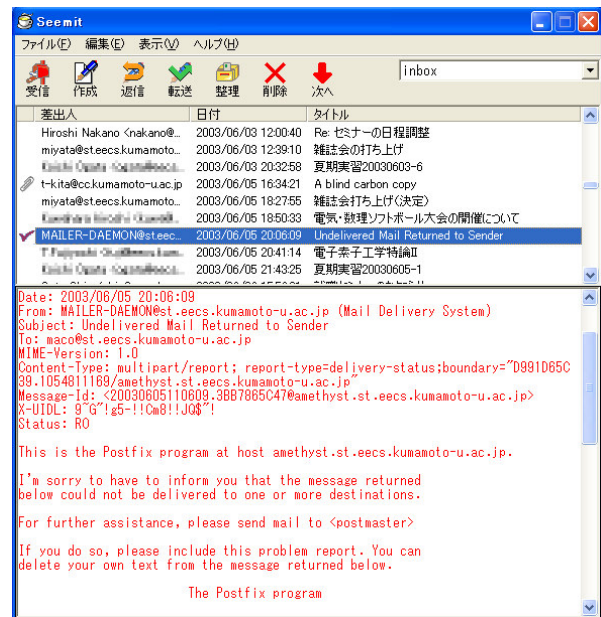 Seemit
ファイル(F) 編集(E) 表示(V) ヘルプ(H)
受信 作成 返信 転送 整理 削除 次へ inbox
差出人 日付 タイトル
Hiroshi Nakano <nakano@... 2003/06/03 12:00:40 Re: セミナーの日程調整
miyata@st.eecs.kumamoto... 2003/06/03 12:39:10 雑誌会の打ち上げ
2003/06/03 20:32:58 夏期実習20030603-6
t-kita@cc.kumamoto-u.ac.jp 2003/06/05 16:34:21 A blind carbon copy
miyata@st.eecs.kumamoto... 2003/06/05 18:27:55 雑誌会打ち上げ(決定)
2003/06/05 18:50:33 電気・数理ソフトボール大会の開催について
MAILER-DAEMON@st.eec... 2003/06/05 20:06:09 Undelivered Mail Returned to Sender
2003/06/05 20:41:14 電子素子工学特論II
2003/06/05 21:43:25 夏期実習20030605-1
Date: 2003/06/05 20:06:09
From: MAILER-DAEMON@st.eecs.kumamoto-u.ac.jp (Mail Delivery System)
Subject: Undelivered Mail Returned to Sender
To: maco@st.eecs.kumamoto-u.ac.jp
MIME-Version: 1.0
Content-Type: multipart/report; report-type=delivery-status;boundary="D991D65C
39.1054811169/amethyst.st.eecs.kumamoto-u.ac.jp"
Message-Id: <20030605110609.3BB7865C47@amethyst.st.eecs.kumamoto-u.ac.jp>
X-UIDL: 9~G"!g5-!!Cm8!!JQ$"!
Status: RO
This is the Postfix program at host amethyst.st.eecs.kumamoto-u.ac.jp.
I'm sorry to have to inform you that the message returned
below could not be delivered to one or more destinations.
For further assistance, please send mail to <postmaster>
If you do so, please include this problem report. You can
delete your own text from the message returned below.
The Postfix program